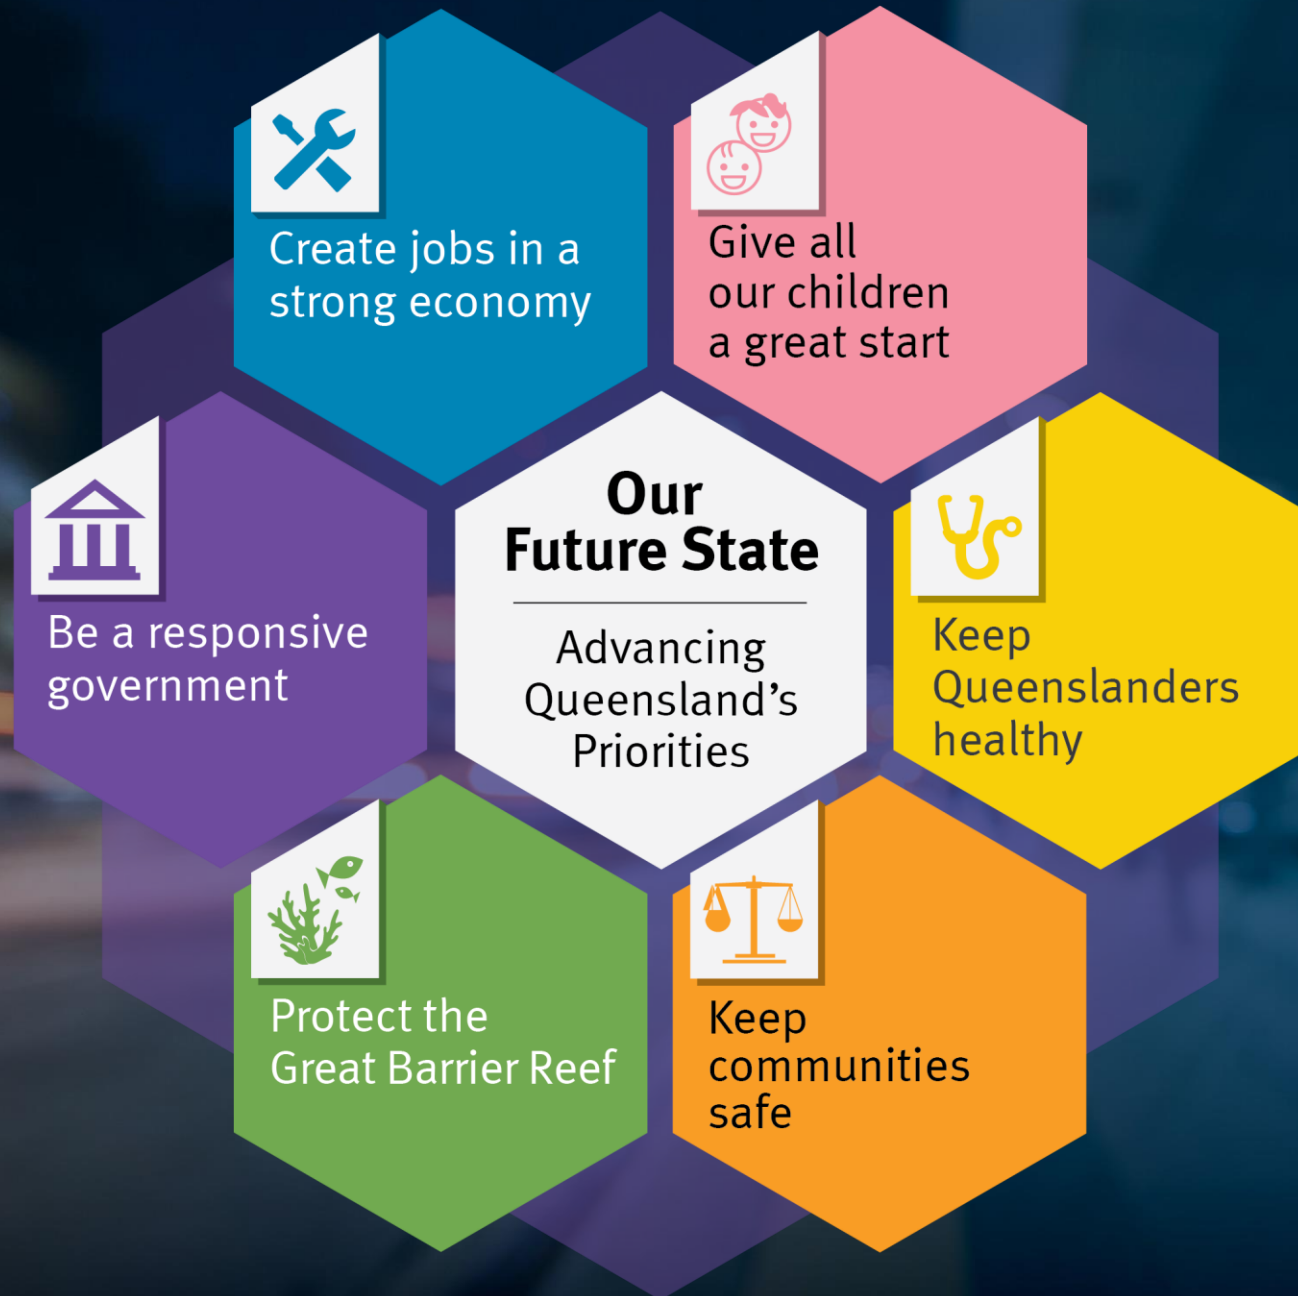 Create jobs in a
strong economy
Give all
our children
a great start
Be a responsive
government
Our
Future State
Advancing
Queensland’s
Priorities
Keep
Queenslanders
healthy
Protect the
Great Barrier Reef
Keep
communities
safe